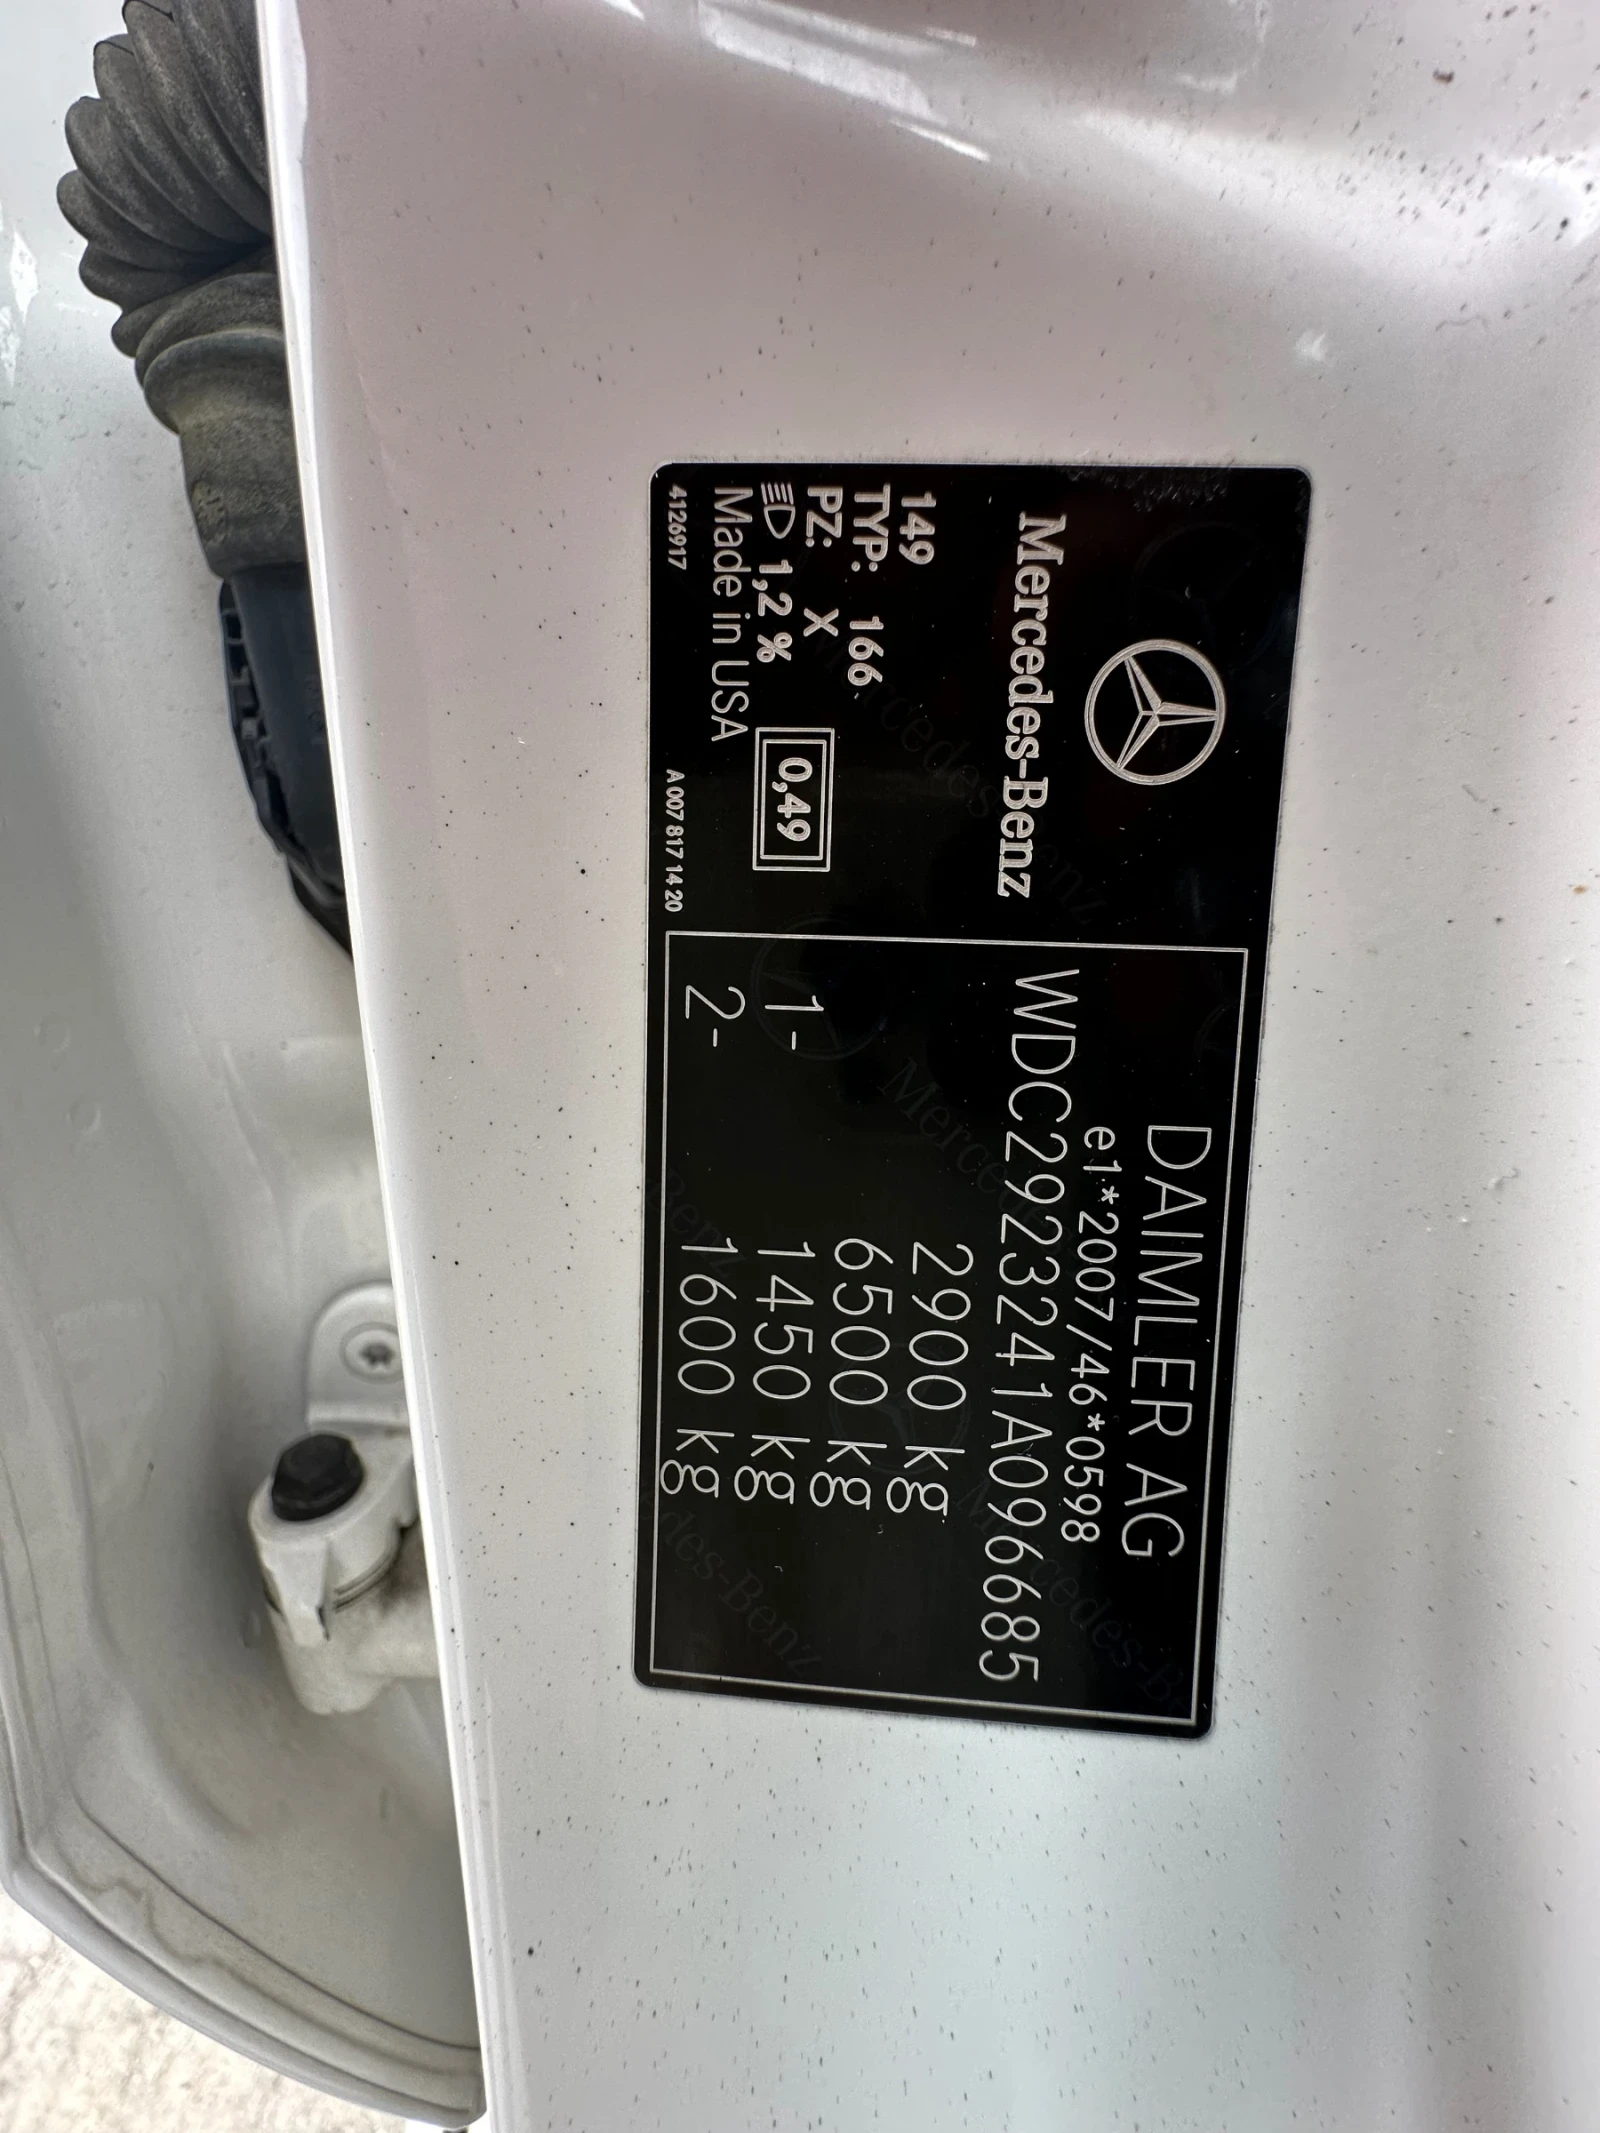 Mercedes-Benz
149
TYP: 166
PZ: X
1,2 %
0,49
Made in USA
4126917
A 007 817 14 20
DAIMLER AG
e1*2007/46*0598
WDC2923241A096685
2900 kg
6500 kg
1- 1450 kg
2- 1600 kg